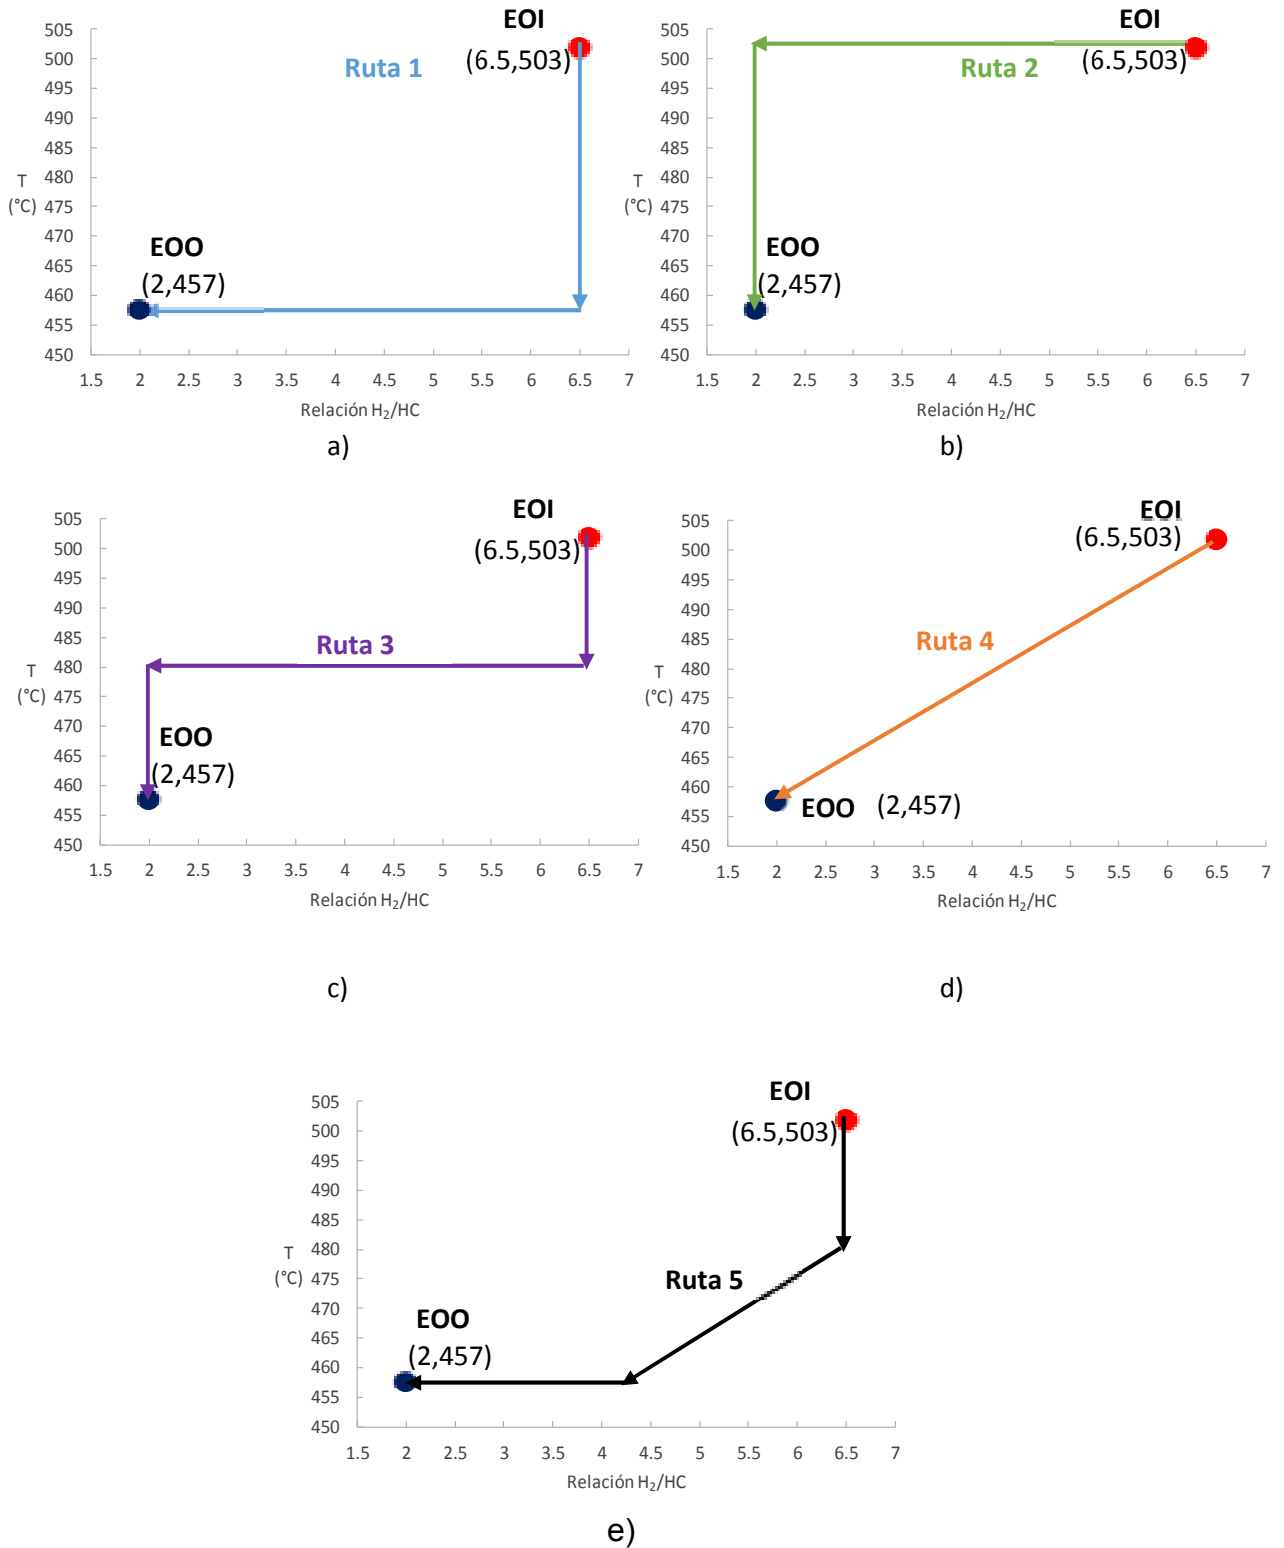 505
500
495
490
485
480
475
470
465
460
455
450
T
(°C)
EOI
(6.5,503)
Ruta 1
EOO
(2,457)
1.5 2 2.5 3 3.5 4 4.5 5 5.5 6 6.5 7
Relación H₂/HC
a)
505
500
495
490
485
480
475
470
465
460
455
450
T
(°C)
EOI
(6.5,503)
Ruta 2
EOO
(2,457)
1.5 2 2.5 3 3.5 4 4.5 5 5.5 6 6.5 7
Relación H₂/HC
b)
505
500
495
490
485
480
475
470
465
460
455
450
T
(°C)
EOI
(6.5,503)
Ruta 3
EOO
(2,457)
1.5 2 2.5 3 3.5 4 4.5 5 5.5 6 6.5 7
Relación H₂/HC
c)
505
500
495
490
485
480
475
470
465
460
455
450
T
(°C)
EOI
(6.5,503)
Ruta 4
EOO (2,457)
1.5 2 2.5 3 3.5 4 4.5 5 5.5 6 6.5 7
Relación H₂/HC
d)
505
500
495
490
485
480
475
470
465
460
455
450
T
(°C)
EOI
(6.5,503)
Ruta 5
EOO
(2,457)
1.5 2 2.5 3 3.5 4 4.5 5 5.5 6 6.5 7
Relación H₂/HC
e)